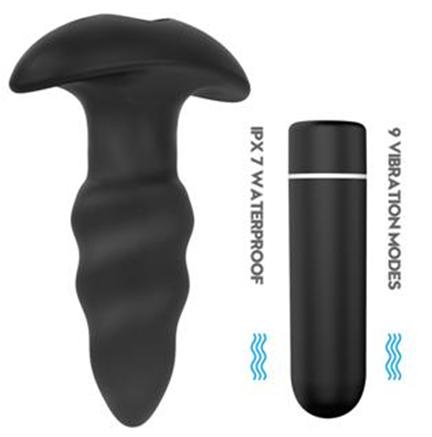 IPX 7 WATERPROOF
9 VIBRATION MODES